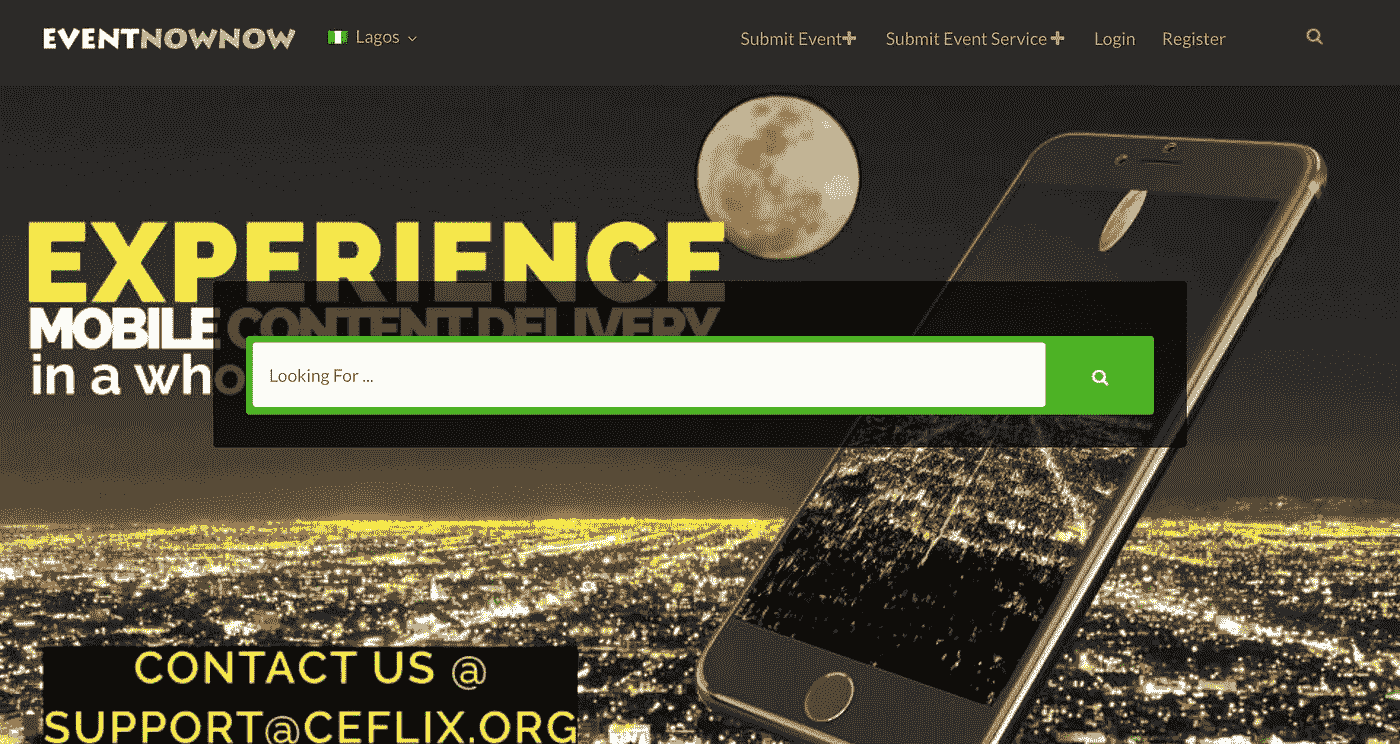 EVENTNOWNOW
Lagos
Submit Event
Submit Event Service
Login
Register
EXPERIENCE
MOBILE CONTENT DELIVERY
in a who
Looking For ...
CONTACT US @
SUPPORT@CEFLIX.ORG